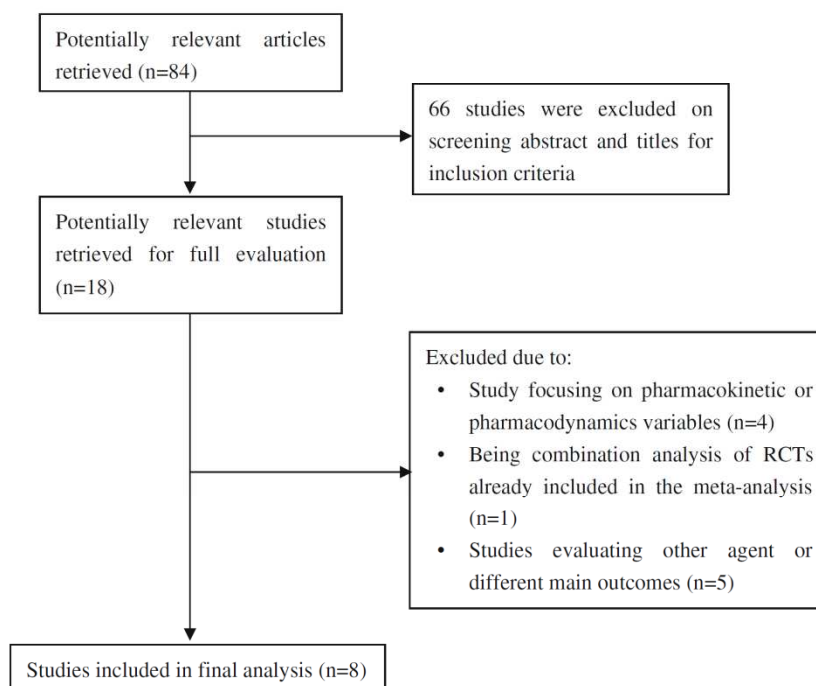 Potentially relevant articles
retrieved (n=84)
66 studies were excluded on
screening abstract and titles for
inclusion criteria
Potentially relevant studies
retrieved for full evaluation
(n=18)
Excluded due to:
• Study focusing on pharmacokinetic or
pharmacodynamics variables (n=4)
• Being combination analysis of RCTs
already included in the meta-analysis
(n=1)
• Studies evaluating other agent or
different main outcomes (n=5)
Studies included in final analysis (n=8)